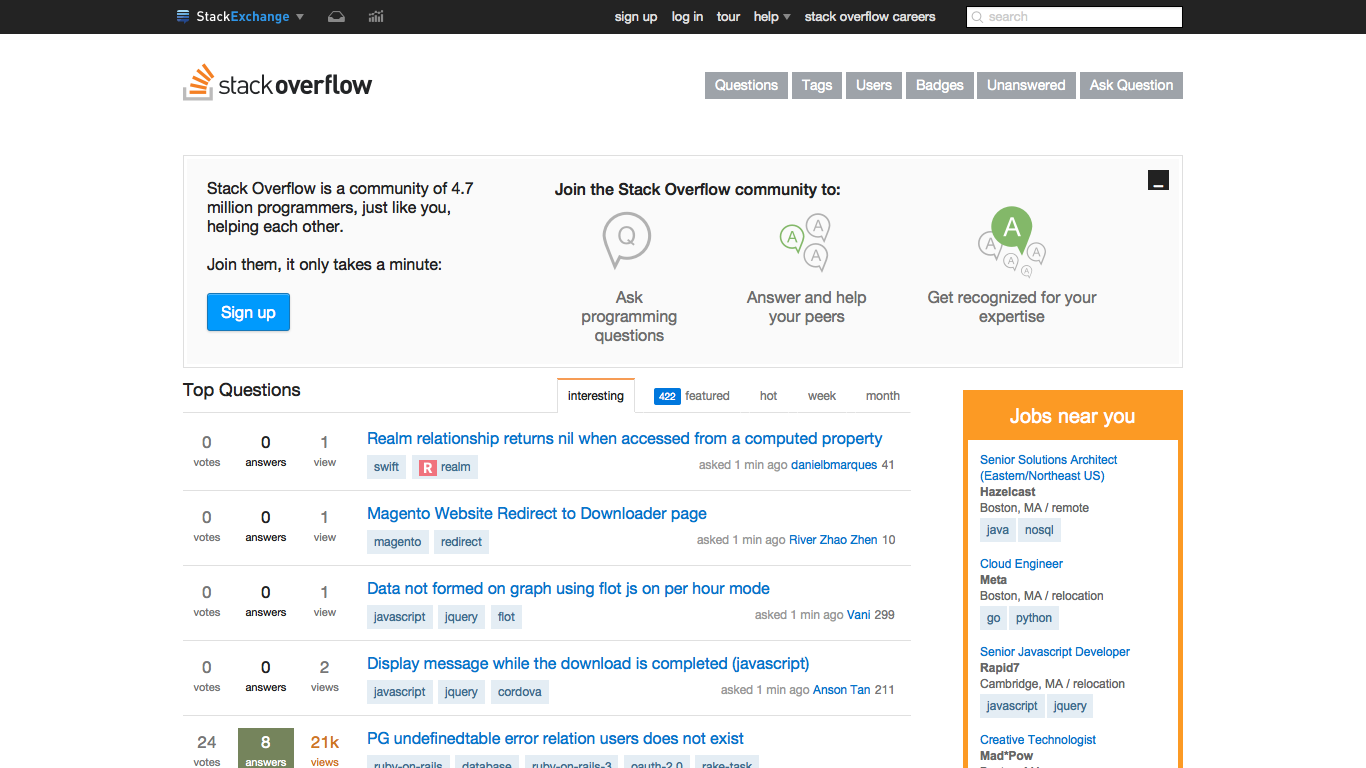 StackExchange
sign up log in tour help stack overflow careers
search
stackoverflow
Questions Tags Users Badges Unanswered Ask Question
Stack Overflow is a community of 4.7
million programmers, just like you,
helping each other.
Join them, it only takes a minute:
Sign up
Join the Stack Overflow community to:
Q
Ask
programming
questions
A A A
Answer and help
your peers
A A A A A
Get recognized for your
expertise
Top Questions
interesting 422 featured hot week month
0 votes 0 answers 1 view
Realm relationship returns nil when accessed from a computed property
swift R realm
asked 1 min ago danielbmarques 41
0 votes 0 answers 1 view
Magento Website Redirect to Downloader page
magento redirect
asked 1 min ago River Zhao Zhen 10
0 votes 0 answers 1 view
Data not formed on graph using flot js on per hour mode
javascript jquery flot
asked 1 min ago Vani 299
0 votes 0 answers 2 views
Display message while the download is completed (javascript)
javascript jquery cordova
asked 1 min ago Anson Tan 211
24 votes 8 answers 21k views
PG undefinedtable error relation users does not exist
ruby-on-rails database ruby-on-rails-3 oauth-2.0 rake-task
Jobs near you
Senior Solutions Architect
(Eastern/Northeast US)
Hazelcast
Boston, MA / remote
java nosql
Cloud Engineer
Meta
Boston, MA / relocation
go python
Senior Javascript Developer
Rapid7
Cambridge, MA / relocation
javascript jquery
Creative Technologist
Mad*Pow